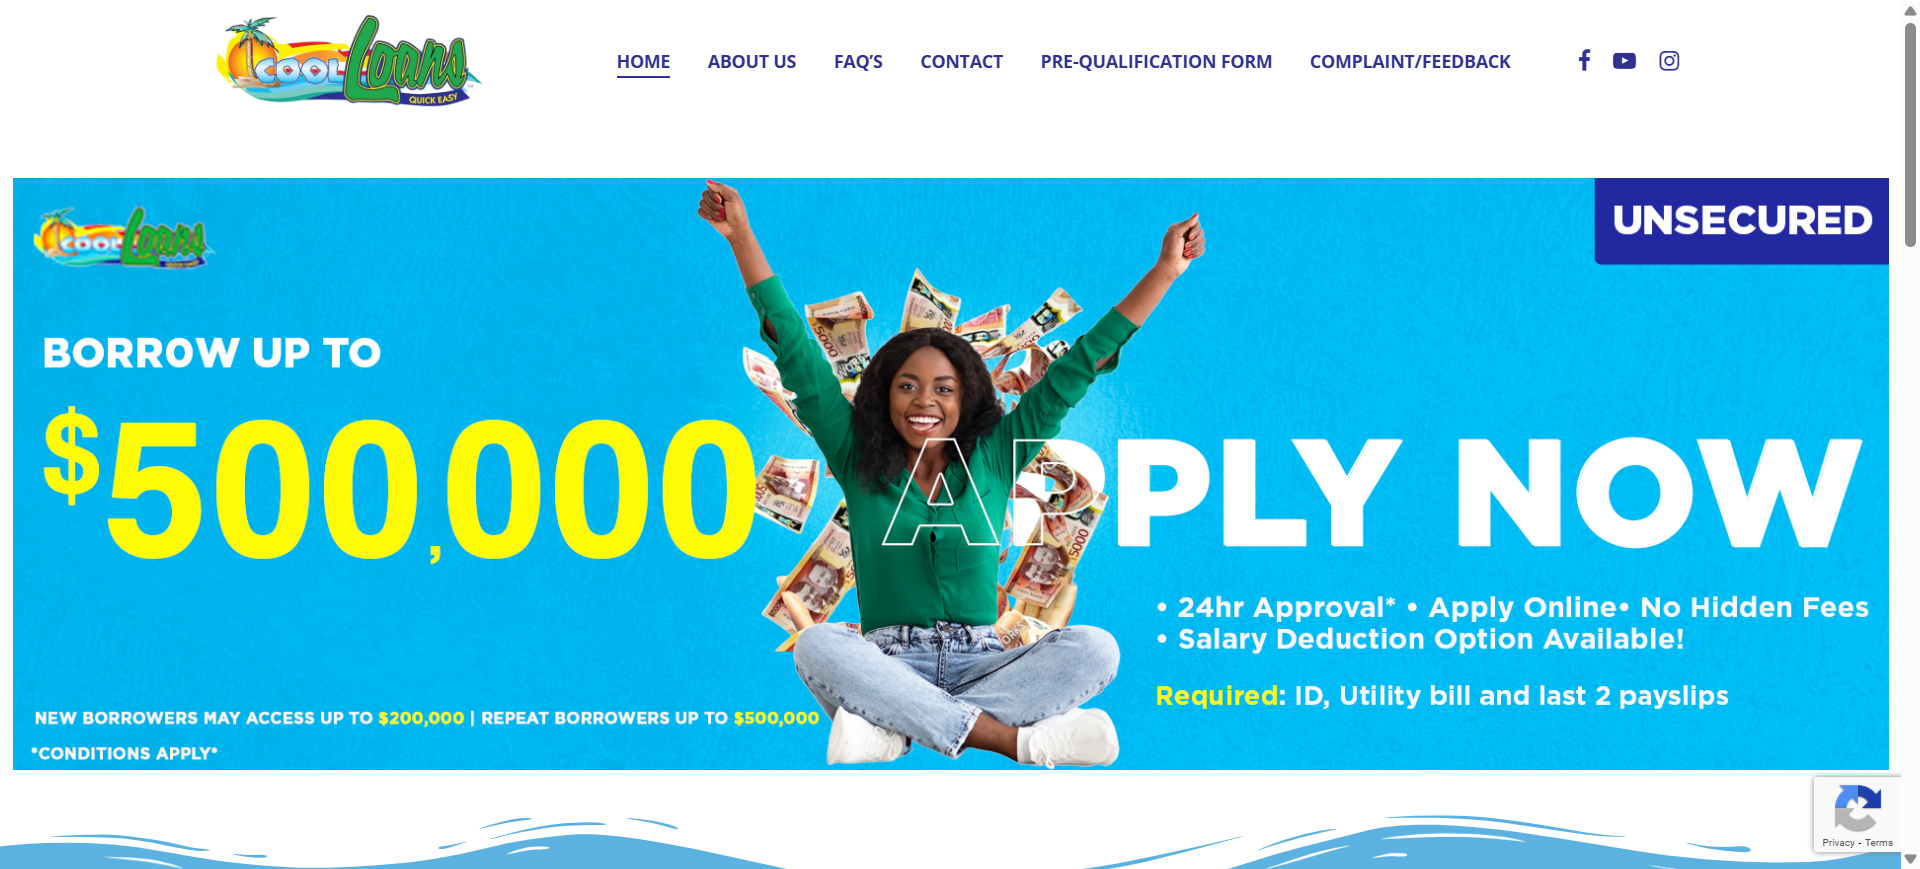 COOL Loans
QUICK EASY
HOME ABOUT US FAQ’S CONTACT PRE-QUALIFICATION FORM COMPLAINT/FEEDBACK
COOL Loans
UNSECURED
BORROW UP TO
$500,000
APPLY NOW
• 24hr Approval* • Apply Online• No Hidden Fees
• Salary Deduction Option Available!
Required: ID, Utility bill and last 2 payslips
NEW BORROWERS MAY ACCESS UP TO $200,000 | REPEAT BORROWERS UP TO $500,000
*CONDITIONS APPLY*
5000
5000
Privacy - Terms